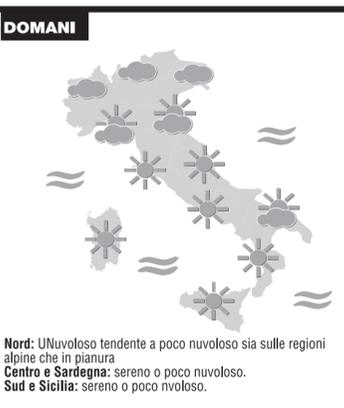 DOMANI
Nord: UNuvoloso tendente a poco nuvoloso sia sulle regioni
alpine che in pianura
Centro e Sardegna: sereno o poco nuvoloso.
Sud e Sicilia: sereno o poco nvoloso.